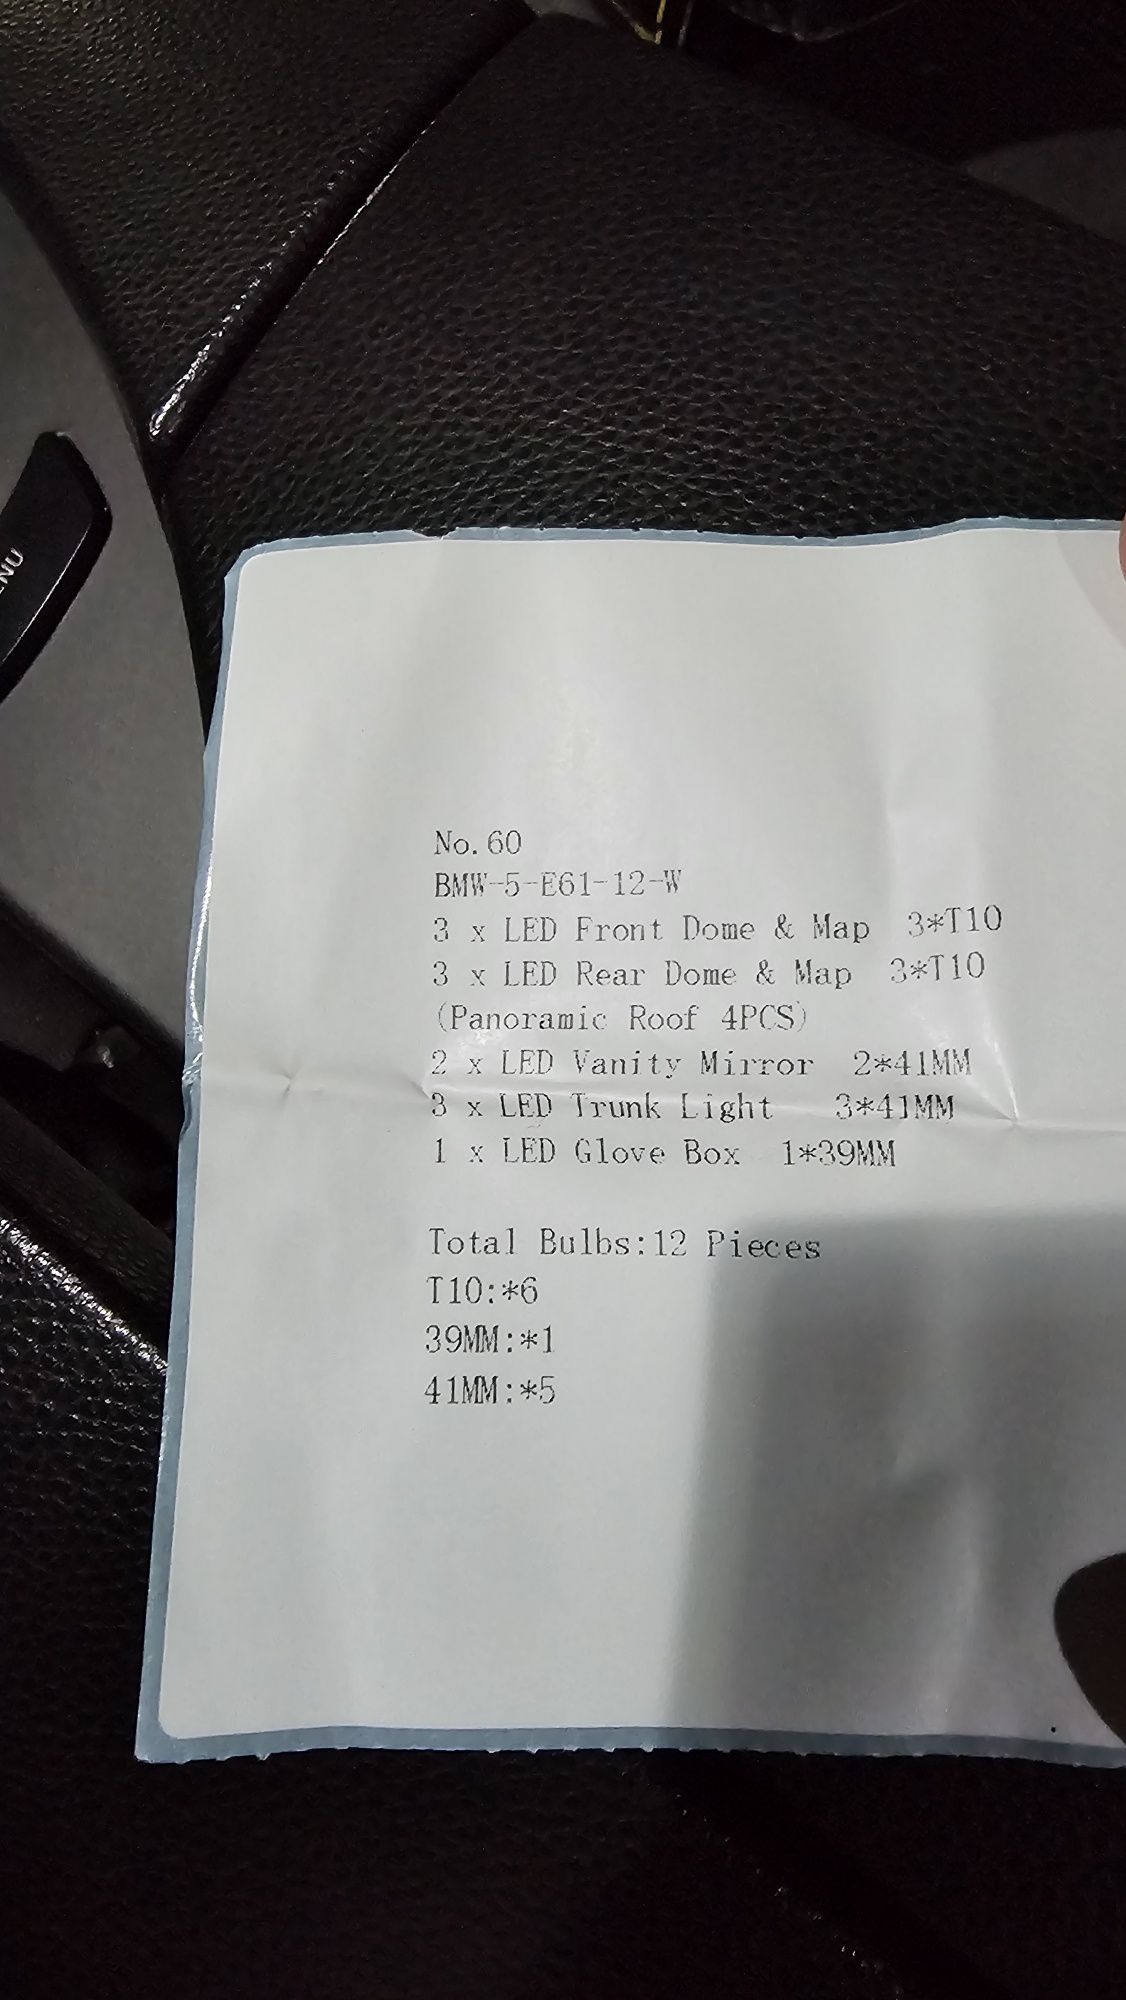 ENU
No.60
BMW-5-E61-12-W
3 x LED Front Dome & Map 3*T10
3 x LED Rear Dome & Map 3*T10
(Panoramic Roof 4PCS)
2 x LED Vanity Mirror 2*41MM
3 x LED Trunk Light 3*41MM
1 x LED Glove Box 1*39MM
Total Bulbs:12 Pieces
T10:*6
39MM:*1
41MM:*5